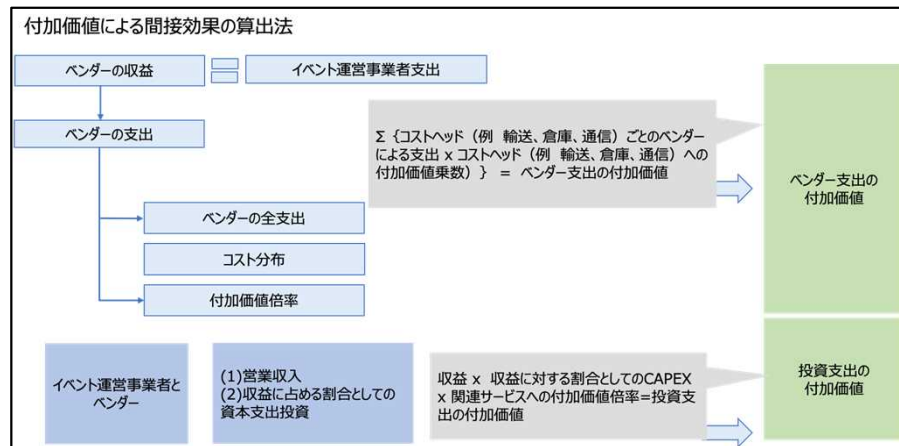 付加価値による間接効果の算出法
ベンダーの収益
イベント運営事業者支出
ベンダーの支出
Σ {コストヘッド（例 輸送、倉庫、通信）ごとのベンダー
による支出 x コストヘッド（例 輸送、倉庫、通信）への
付加価値乗数）} = ベンダー支出の付加価値
ベンダー支出の
付加価値
ベンダーの全支出
コスト分布
付加価値倍率
イベント運営事業者と
ベンダー
(1)営業収入
(2)収益に占める割合としての
資本支出投資
収益 x 収益に対する割合としてのCAPEX
x 関連サービスへの付加価値倍率=投資支
出の付加価値
投資支出の
付加価値